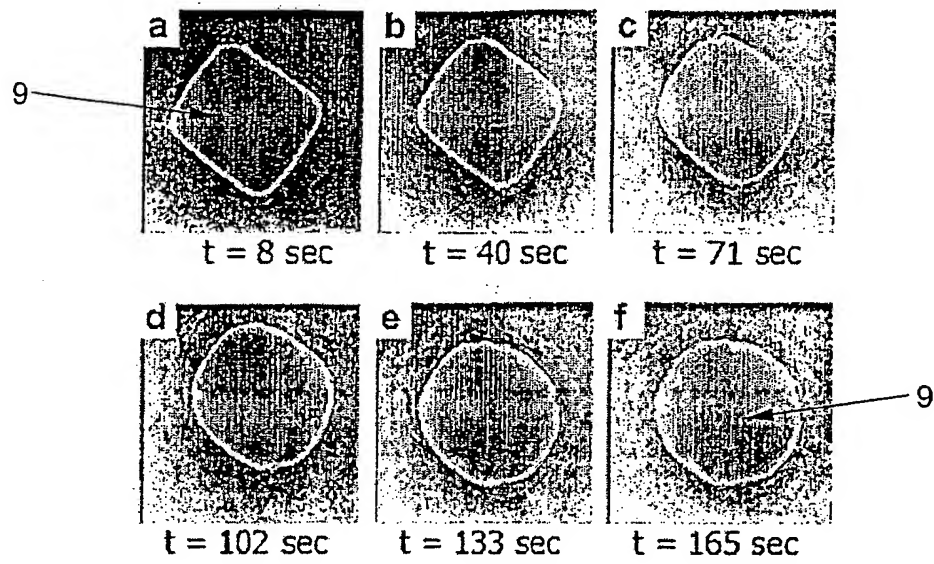 a b c
9
t = 8 sec t = 40 sec t = 71 sec
d e f
9
t = 102 sec t = 133 sec t = 165 sec